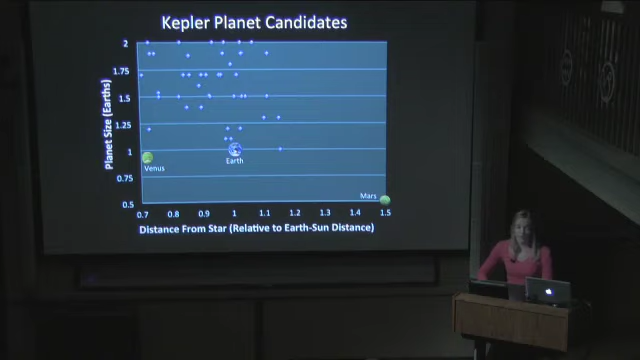 Kepler Planet Candidates
Planet Size (Earths)
2
1.75
1.5
1.25
1
0.75
0.5
Venus
Earth
Mars
0.7 0.8 0.9 1 1.1 1.2 1.3 1.4 1.5
Distance From Star (Relative to Earth-Sun Distance)